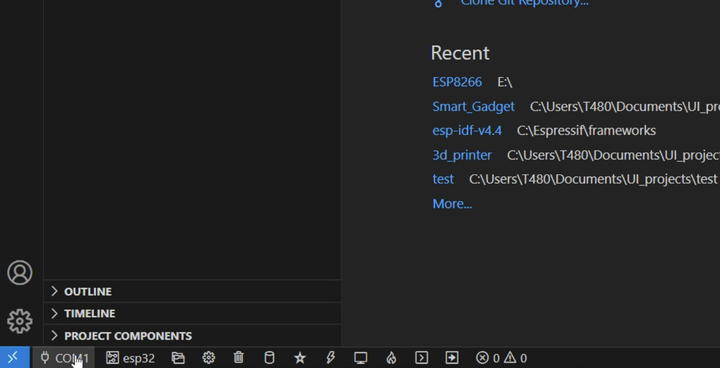 Clone Git Repository...
Recent
ESP8266 E:\
Smart_Gadget C:\Users\T480\Documents\UI_pro
esp-idf-v4.4 C:\Espressif\frameworks
3d_printer C:\Users\T480\Documents\UI_project
test C:\Users\T480\Documents\UI_projects\test
More...
OUTLINE
TIMELINE
PROJECT COMPONENTS
COM1 esp32 0 0